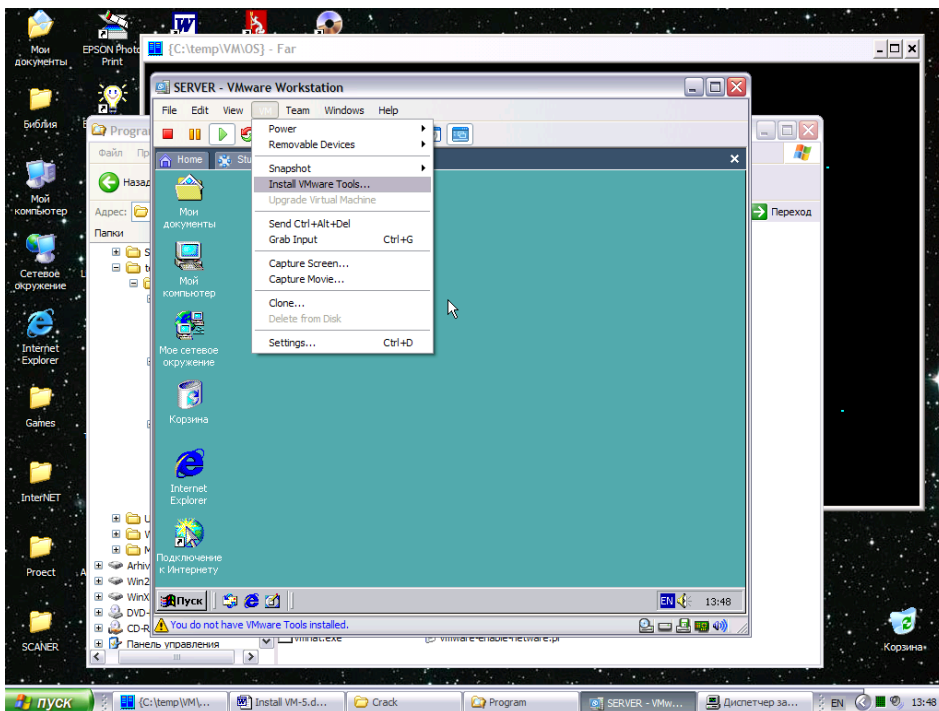 Мои
документы
EPSON Photo
Print
{C:\temp\VM\OS} - Far
SERVER - VMware Workstation
File Edit View VM Team Windows Help
Библия
Program
Файл
Power
Removable Devices
Snapshot
Install VMware Tools...
Upgrade Virtual Machine
Send Ctrl+Alt+Del
Grab Input Ctrl+G
Capture Screen...
Capture Movie...
Clone...
Delete from Disk
Settings... Ctrl+D
Home
Назад
Адрес:
Переход
Папки
Мой
компьютер
Сетевое
окружение
Internet
Explorer
Games
InterNET
Proect
SCANER
Мои
документы
Мой
компьютер
Мое сетевое
окружение
Корзина
Internet
Explorer
Подключение
к Интернету
Arhiv
Win2
WinX
DVD-
CD-R
Панель управления
Пуск
EN 13:48
You do not have VMware Tools installed.
vmnat.exe
vmware-enable-netware.pl
Корзина
пуск
{C:\temp\VM\...
Install VM-5.d...
Crack
Program
SERVER - VMw...
Диспетчер за...
EN
13:48